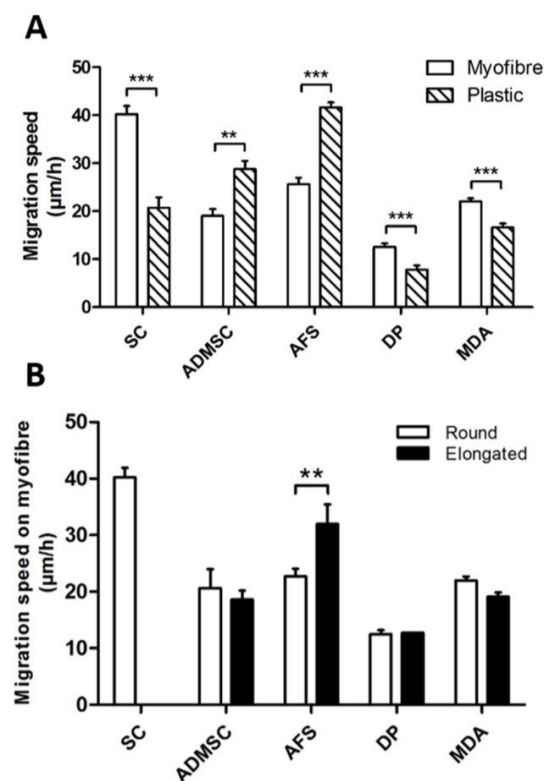 A
Migration speed
(µm/h)
50
40
30
20
10
0
Myofibre
Plastic
***
**
***
***
***
SC
ADMSC
AFS
DP
MDA
B
Migration speed on myofibre
(µm/h)
50
40
30
20
10
0
Round
Elongated
**
SC
ADMSC
AFS
DP
MDA